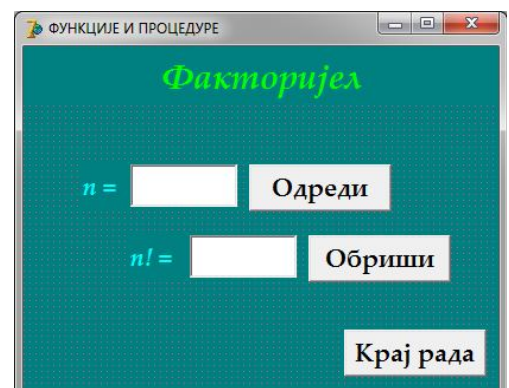 ФУНКЦИЈЕ И ПРОЦЕДУРЕ
Факторијел
n = Одреди
n! = Обриши
Крај рада